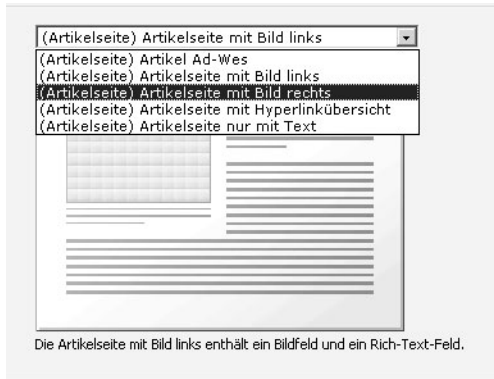 (Artikelseite) Artikelseite mit Bild links
(Artikelseite) Artikel Ad-Wes
(Artikelseite) Artikelseite mit Bild links
(Artikelseite) Artikelseite mit Bild rechts
(Artikelseite) Artikelseite mit Hyperlinkübersicht
(Artikelseite) Artikelseite nur mit Text
Die Artikelseite mit Bild links enthält ein Bildfeld und ein Rich-Text-Feld.